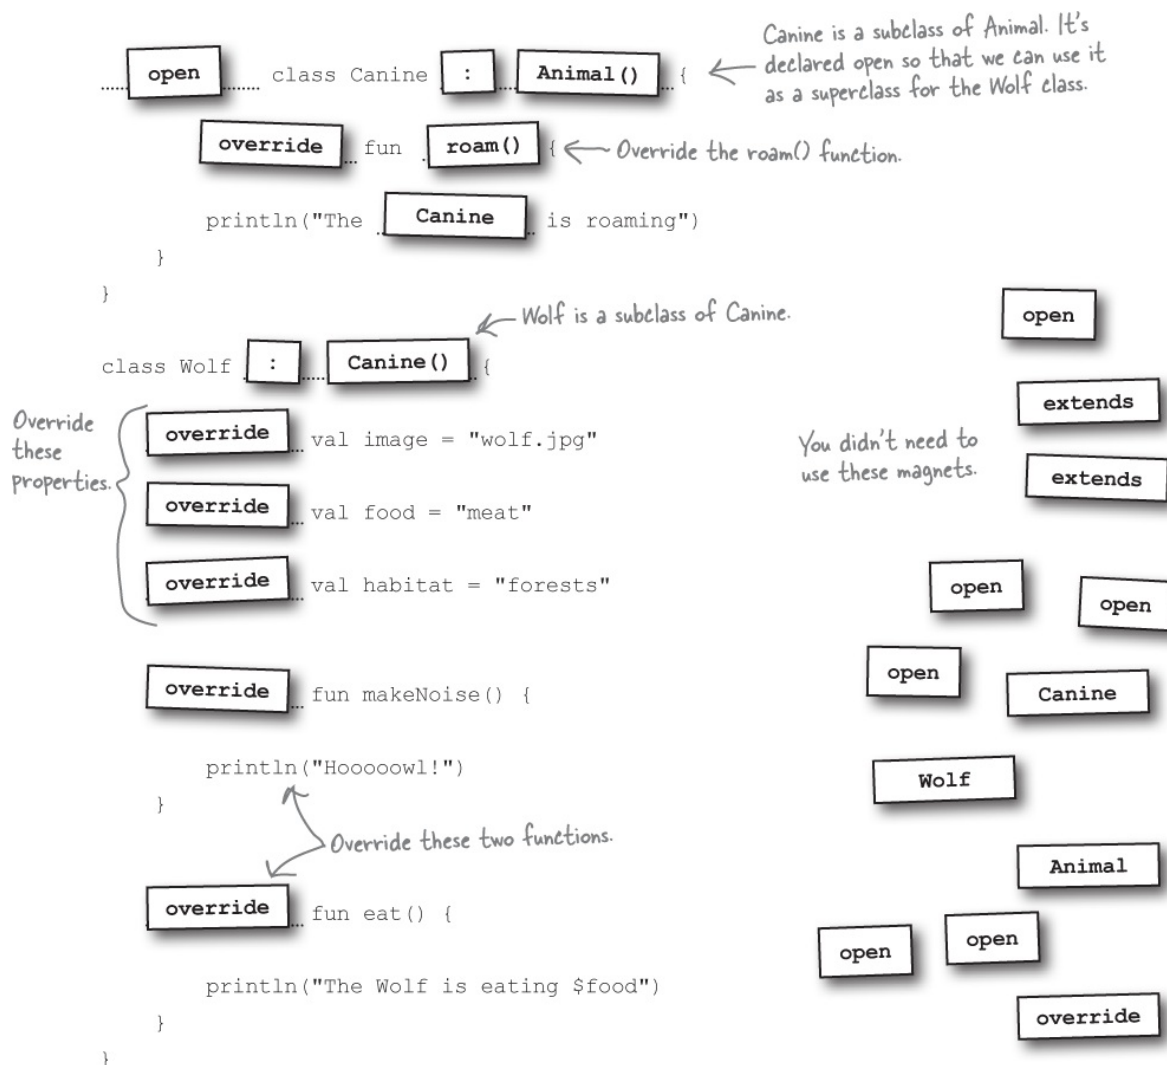 Canine is a subclass of Animal. It's
declared open so that we can use it
as a superclass for the Wolf class.
open class Canine : Animal() {
override fun roam() {
Override the roam() function.
println("The Canine is roaming")
}
}
Wolf is a subclass of Canine.
class Wolf : Canine() {
Override
these
properties.
override val image = "wolf.jpg"
override val food = "meat"
override val habitat = "forests"
override fun makeNoise() {
println("Hooooowl!")
}
Override these two functions.
override fun eat() {
println("The Wolf is eating $food")
}
}
You didn't need to
use these magnets.
open
extends
extends
open
open
open
Canine
Wolf
Animal
open
open
override